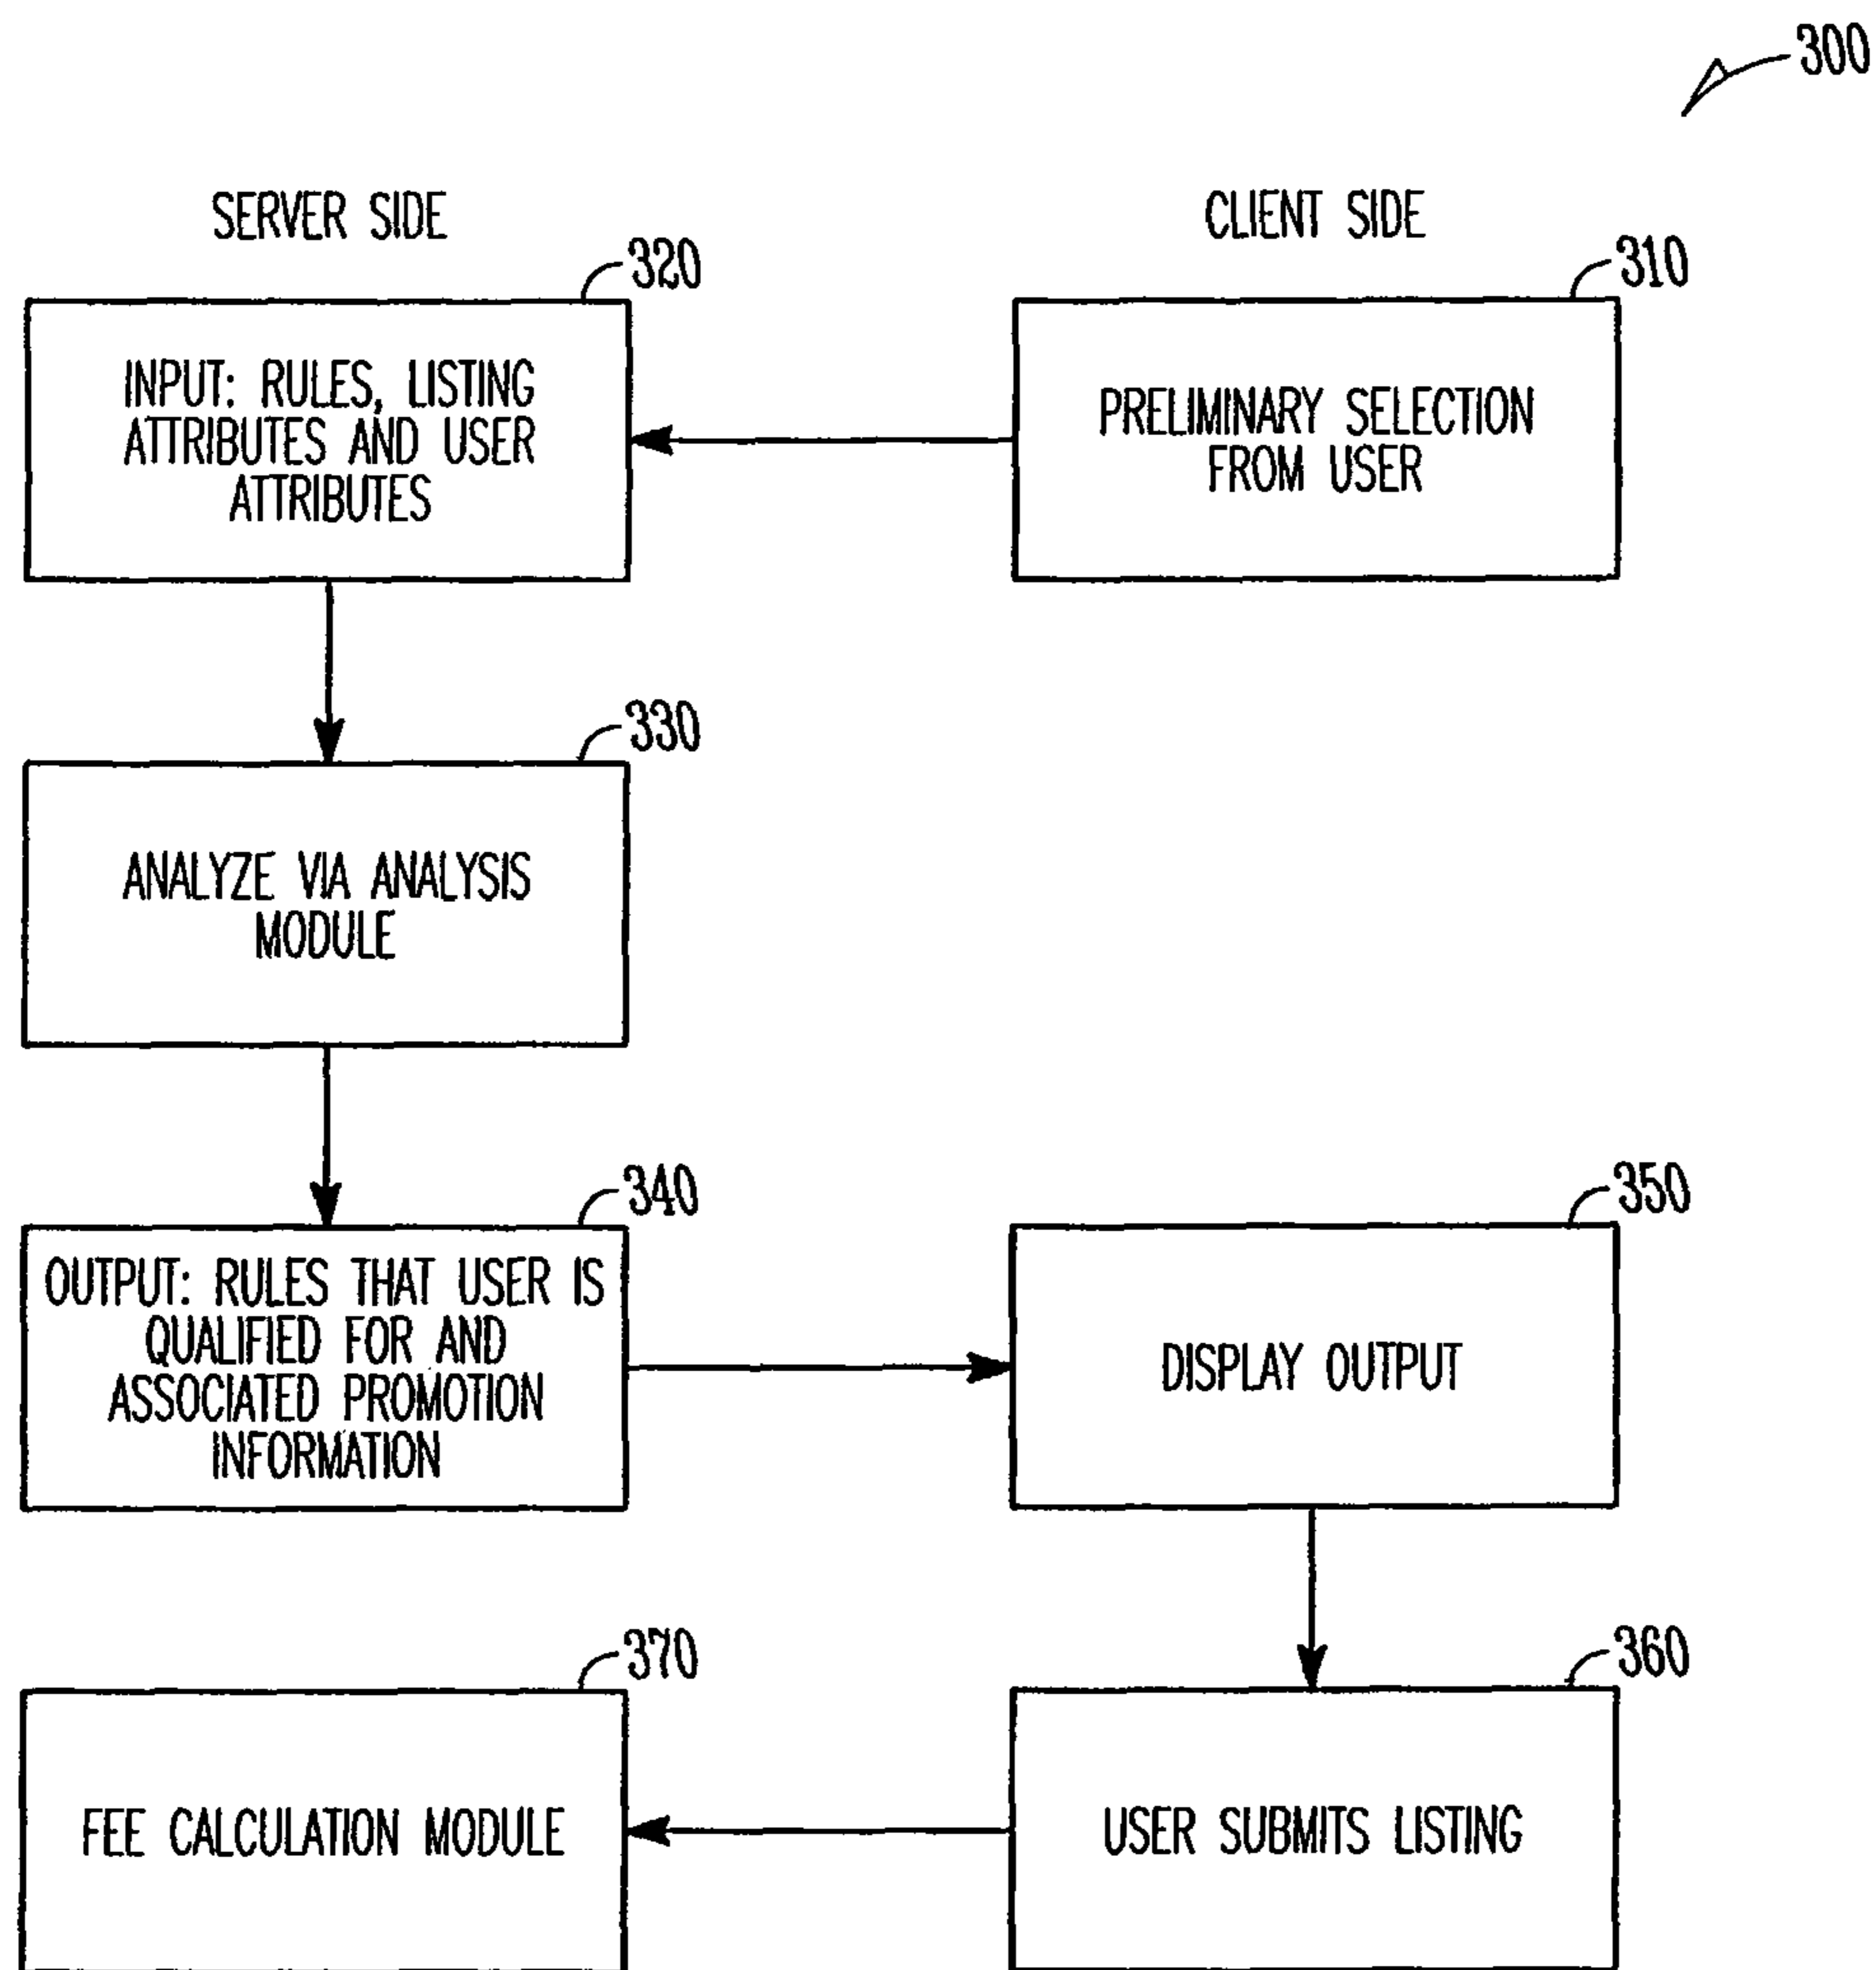 300
SERVER SIDE
CLIENT SIDE
320
310
INPUT: RULES, LISTING
ATTRIBUTES AND USER
ATTRIBUTES
PRELIMINARY SELECTION
FROM USER
330
ANALYZE VIA ANALYSIS
MODULE
340
350
OUTPUT: RULES THAT USER IS
QUALIFIED FOR AND
ASSOCIATED PROMOTION
INFORMATION
DISPLAY OUTPUT
370
360
FEE CALCULATION MODULE
USER SUBMITS LISTING